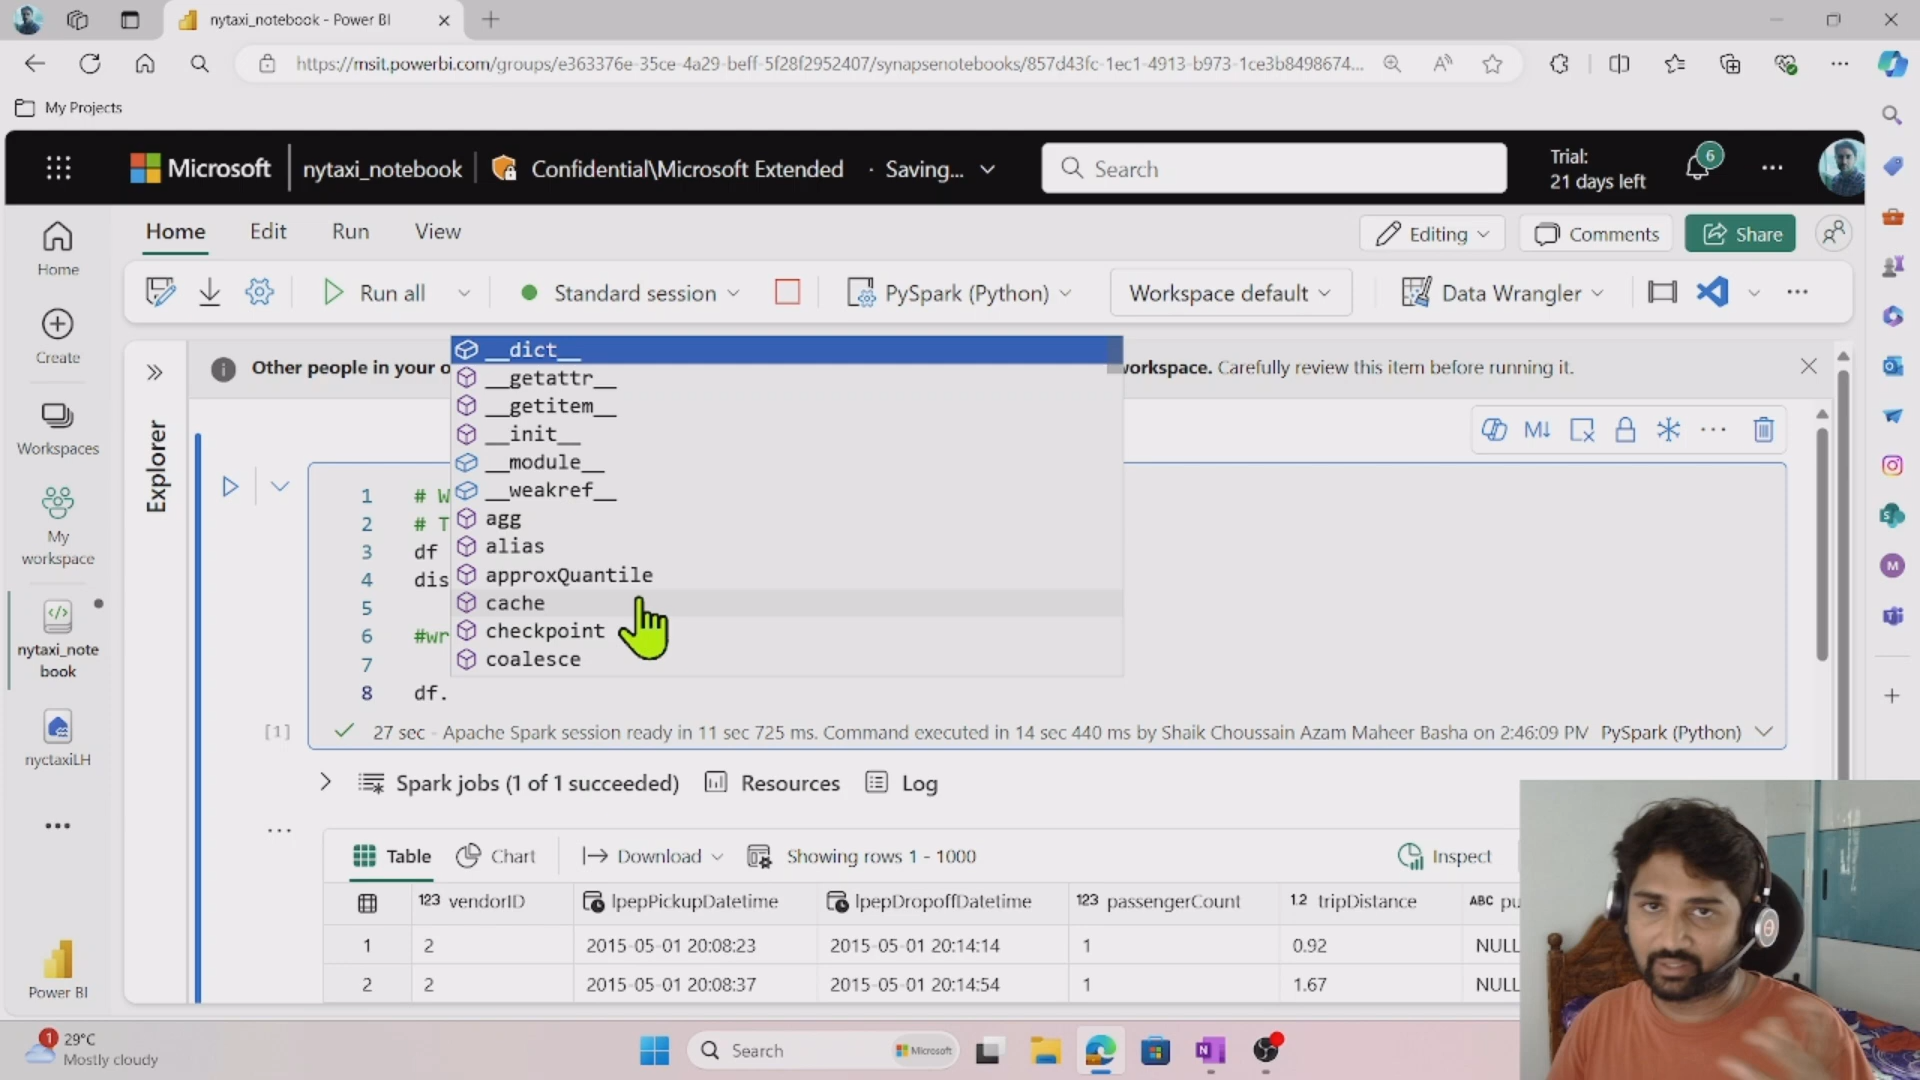 nytaxi_notebook - Power BI
https://msit.powerbi.com/groups/e363376e-35ce-4a29-beff-5f28f2952407/synapsenotebooks/857d43fc-1ec1-4913-b973-1ce3b8498674...
My Projects
Microsoft
nytaxi_notebook
Confidential\Microsoft Extended
· Saving...
Search
Trial:
21 days left
6
Home
Edit
Run
View
Editing
Comments
Share
Run all
Standard session
PySpark (Python)
Workspace default
Data Wrangler
Home
Create
Workspaces
My
workspace
nytaxi_note
book
nyctaxiLH
Power BI
Explorer
Other people in your o
workspace. Carefully review this item before running it.
M↓
__dict__
__getattr__
__getitem__
__init__
__module__
__weakref__
agg
alias
approxQuantile
cache
checkpoint
coalesce
1 # W
2 # T
3 df
4 dis
5
6 #wr
7
8 df.
[1]
27 sec - Apache Spark session ready in 11 sec 725 ms. Command executed in 14 sec 440 ms by Shaik Choussain Azam Maheer Basha on 2:46:09 PM
PySpark (Python)
Spark jobs (1 of 1 succeeded)
Resources
Log
Table
Chart
Download
Showing rows 1 - 1000
Inspect
123 vendorID
lpepPickupDatetime
lpepDropoffDatetime
123 passengerCount
1.2 tripDistance
ABC pu
1 2 2015-05-01 20:08:23 2015-05-01 20:14:14 1 0.92 NULL
2 2 2015-05-01 20:08:37 2015-05-01 20:14:54 1 1.67 NULL
1
29°C
Mostly cloudy
Search
Microsoft
M